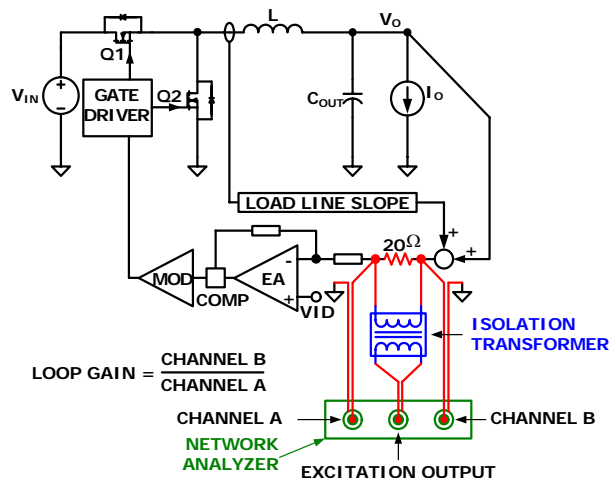 L
VO
Q1
VIN
GATE
DRIVER
Q2
COUT
IO
LOAD LINE SLOPE
+
+
20Ω
MOD
COMP
EA
-
+
VID
ISOLATION
TRANSFORMER
LOOP GAIN = CHANNEL B
CHANNEL A
CHANNEL A
CHANNEL B
NETWORK
ANALYZER
EXCITATION OUTPUT